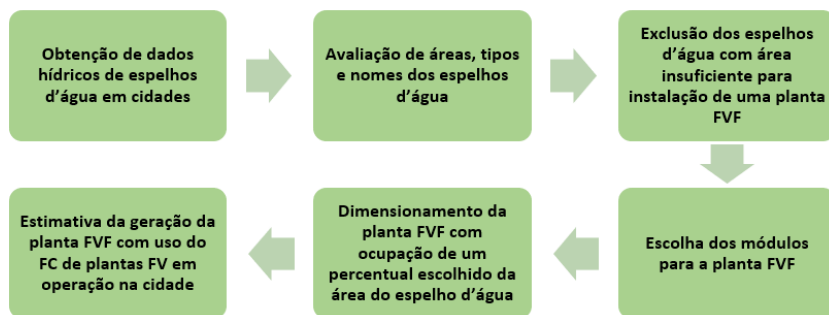 Obtenção de dados
hídricos de espelhos
d’água em cidades
Avaliação de áreas, tipos
e nomes dos espelhos
d’água
Exclusão dos espelhos
d’água com área
insuficiente para
instalação de uma planta
FVF
Escolha dos módulos
para a planta FVF
Dimensionamento da
planta FVF com
ocupação de um
percentual escolhido da
área do espelho d’água
Estimativa da geração da
planta FVF com uso do
FC de plantas FV em
operação na cidade